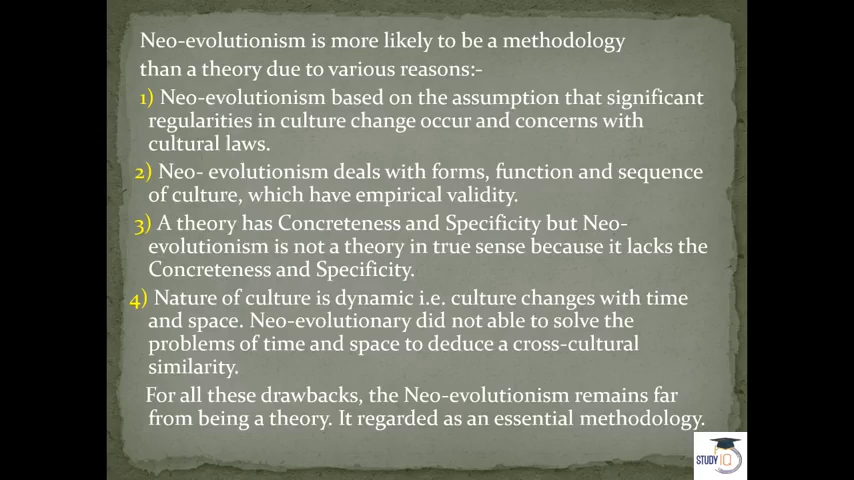 Neo-evolutionism is more likely to be a methodology
than a theory due to various reasons:-
1) Neo-evolutionism based on the assumption that significant
regularities in culture change occur and concerns with
cultural laws.
2) Neo- evolutionism deals with forms, function and sequence
of culture, which have empirical validity.
3) A theory has Concreteness and Specificity but Neo-
evolutionism is not a theory in true sense because it lacks the
Concreteness and Specificity.
4) Nature of culture is dynamic i.e. culture changes with time
and space. Neo-evolutionary did not able to solve the
problems of time and space to deduce a cross-cultural
similarity.
For all these drawbacks, the Neo-evolutionism remains far
from being a theory. It regarded as an essential methodology.
STUDY IQ